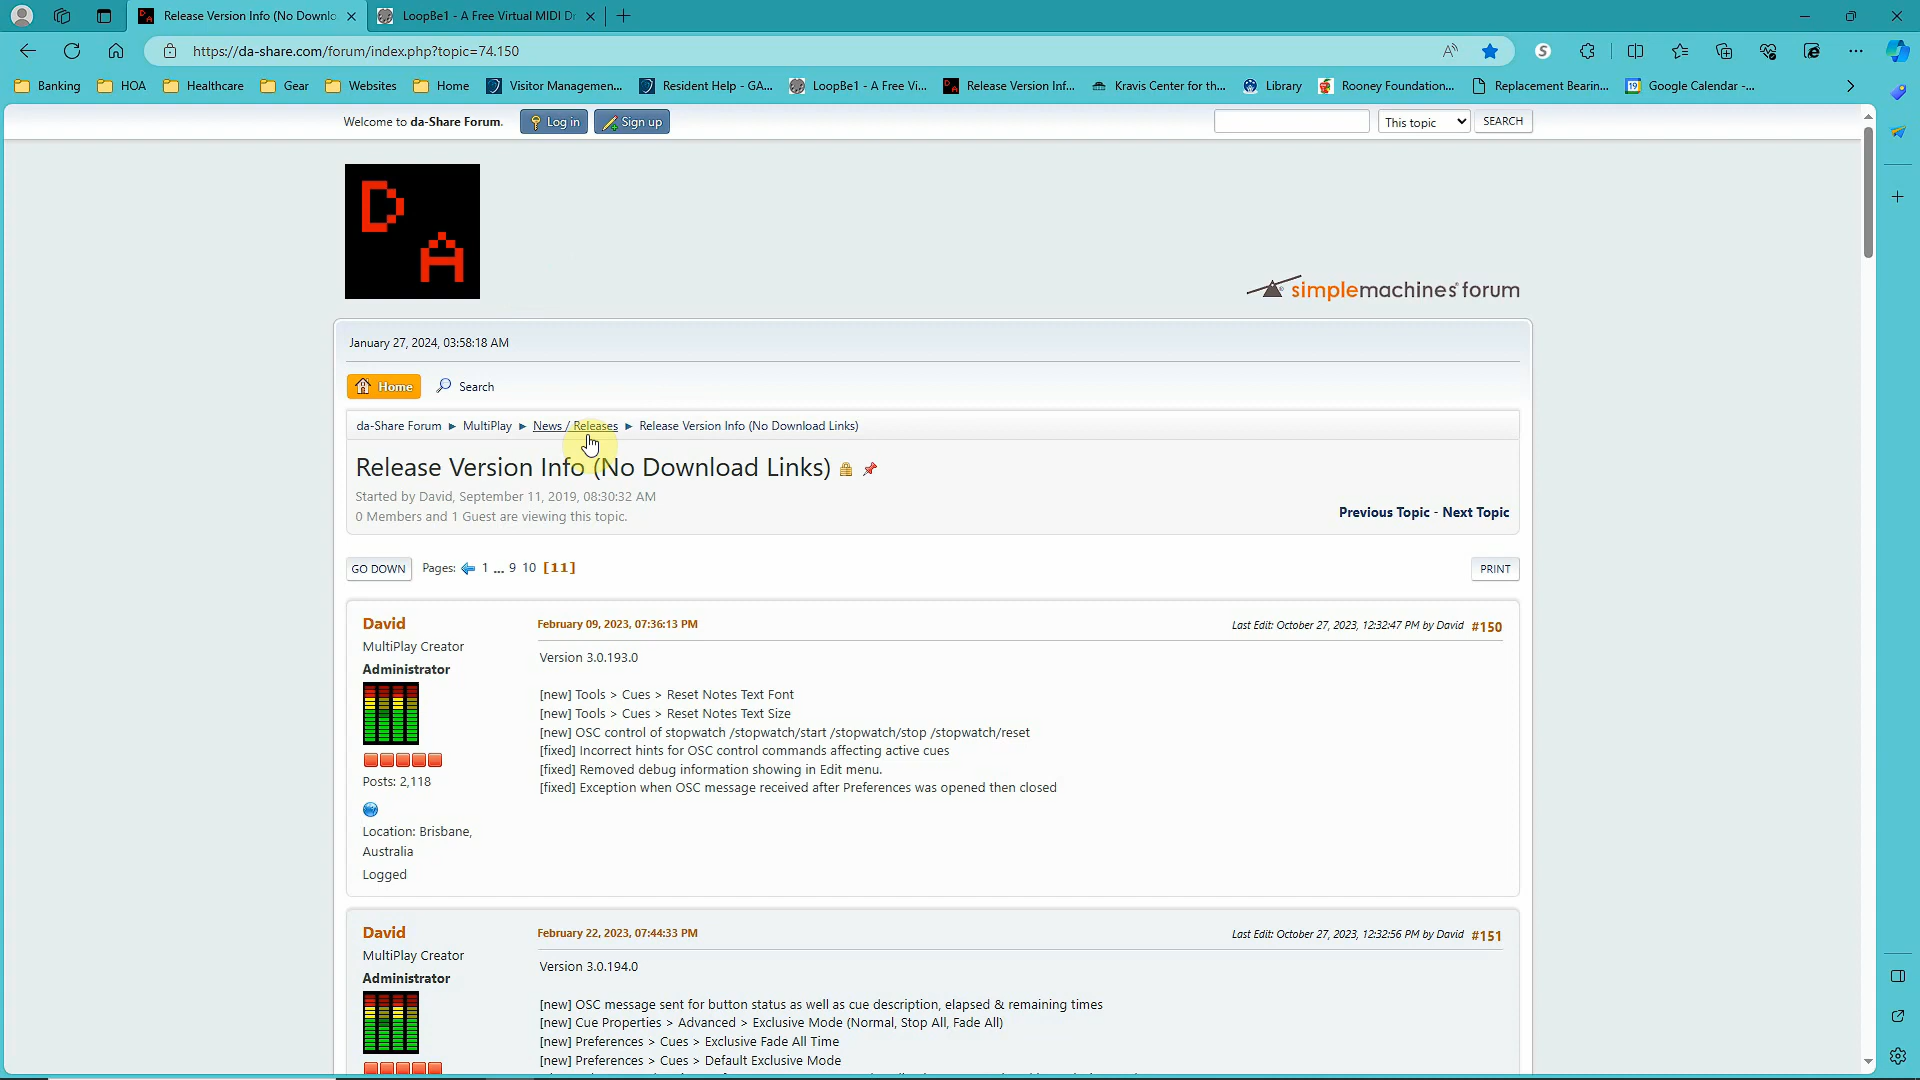 Release Version Info (No Downlo
LoopBe1 - A Free Virtual MIDI Dr
https://da-share.com/forum/index.php?topic=74.150
Banking
HOA
Healthcare
Gear
Websites
Home
Visitor Managemen...
Resident Help - GA...
LoopBe1 - A Free Vi...
Release Version Inf...
Kravis Center for th...
Library
Rooney Foundation...
Replacement Bearin...
Google Calendar -...
Welcome to da-Share Forum.
Log in
Sign up
This topic
SEARCH
D
A
simplemachines forum
January 27, 2024, 03:58:18 AM
Home
Search
da-Share Forum ► MultiPlay ► News / Releases ► Release Version Info (No Download Links)
Release Version Info (No Download Links)
Started by David, September 11, 2019, 08:30:32 AM
0 Members and 1 Guest are viewing this topic.
Previous Topic - Next Topic
GO DOWN
Pages: 1 ... 9 10 [11]
PRINT
David
MultiPlay Creator
Administrator
Posts: 2,118
Location: Brisbane,
Australia
Logged
February 09, 2023, 07:36:13 PM
Last Edit: October 27, 2023, 12:32:47 PM by David #150
Version 3.0.193.0
[new] Tools > Cues > Reset Notes Text Font
[new] Tools > Cues > Reset Notes Text Size
[new] OSC control of stopwatch /stopwatch/start /stopwatch/stop /stopwatch/reset
[fixed] Incorrect hints for OSC control commands affecting active cues
[fixed] Removed debug information showing in Edit menu.
[fixed] Exception when OSC message received after Preferences was opened then closed
David
MultiPlay Creator
Administrator
February 22, 2023, 07:44:33 PM
Last Edit: October 27, 2023, 12:32:56 PM by David #151
Version 3.0.194.0
[new] OSC message sent for button status as well as cue description, elapsed & remaining times
[new] Cue Properties > Advanced > Exclusive Mode (Normal, Stop All, Fade All)
[new] Preferences > Cues > Exclusive Fade All Time
[new] Preferences > Cues > Default Exclusive Mode